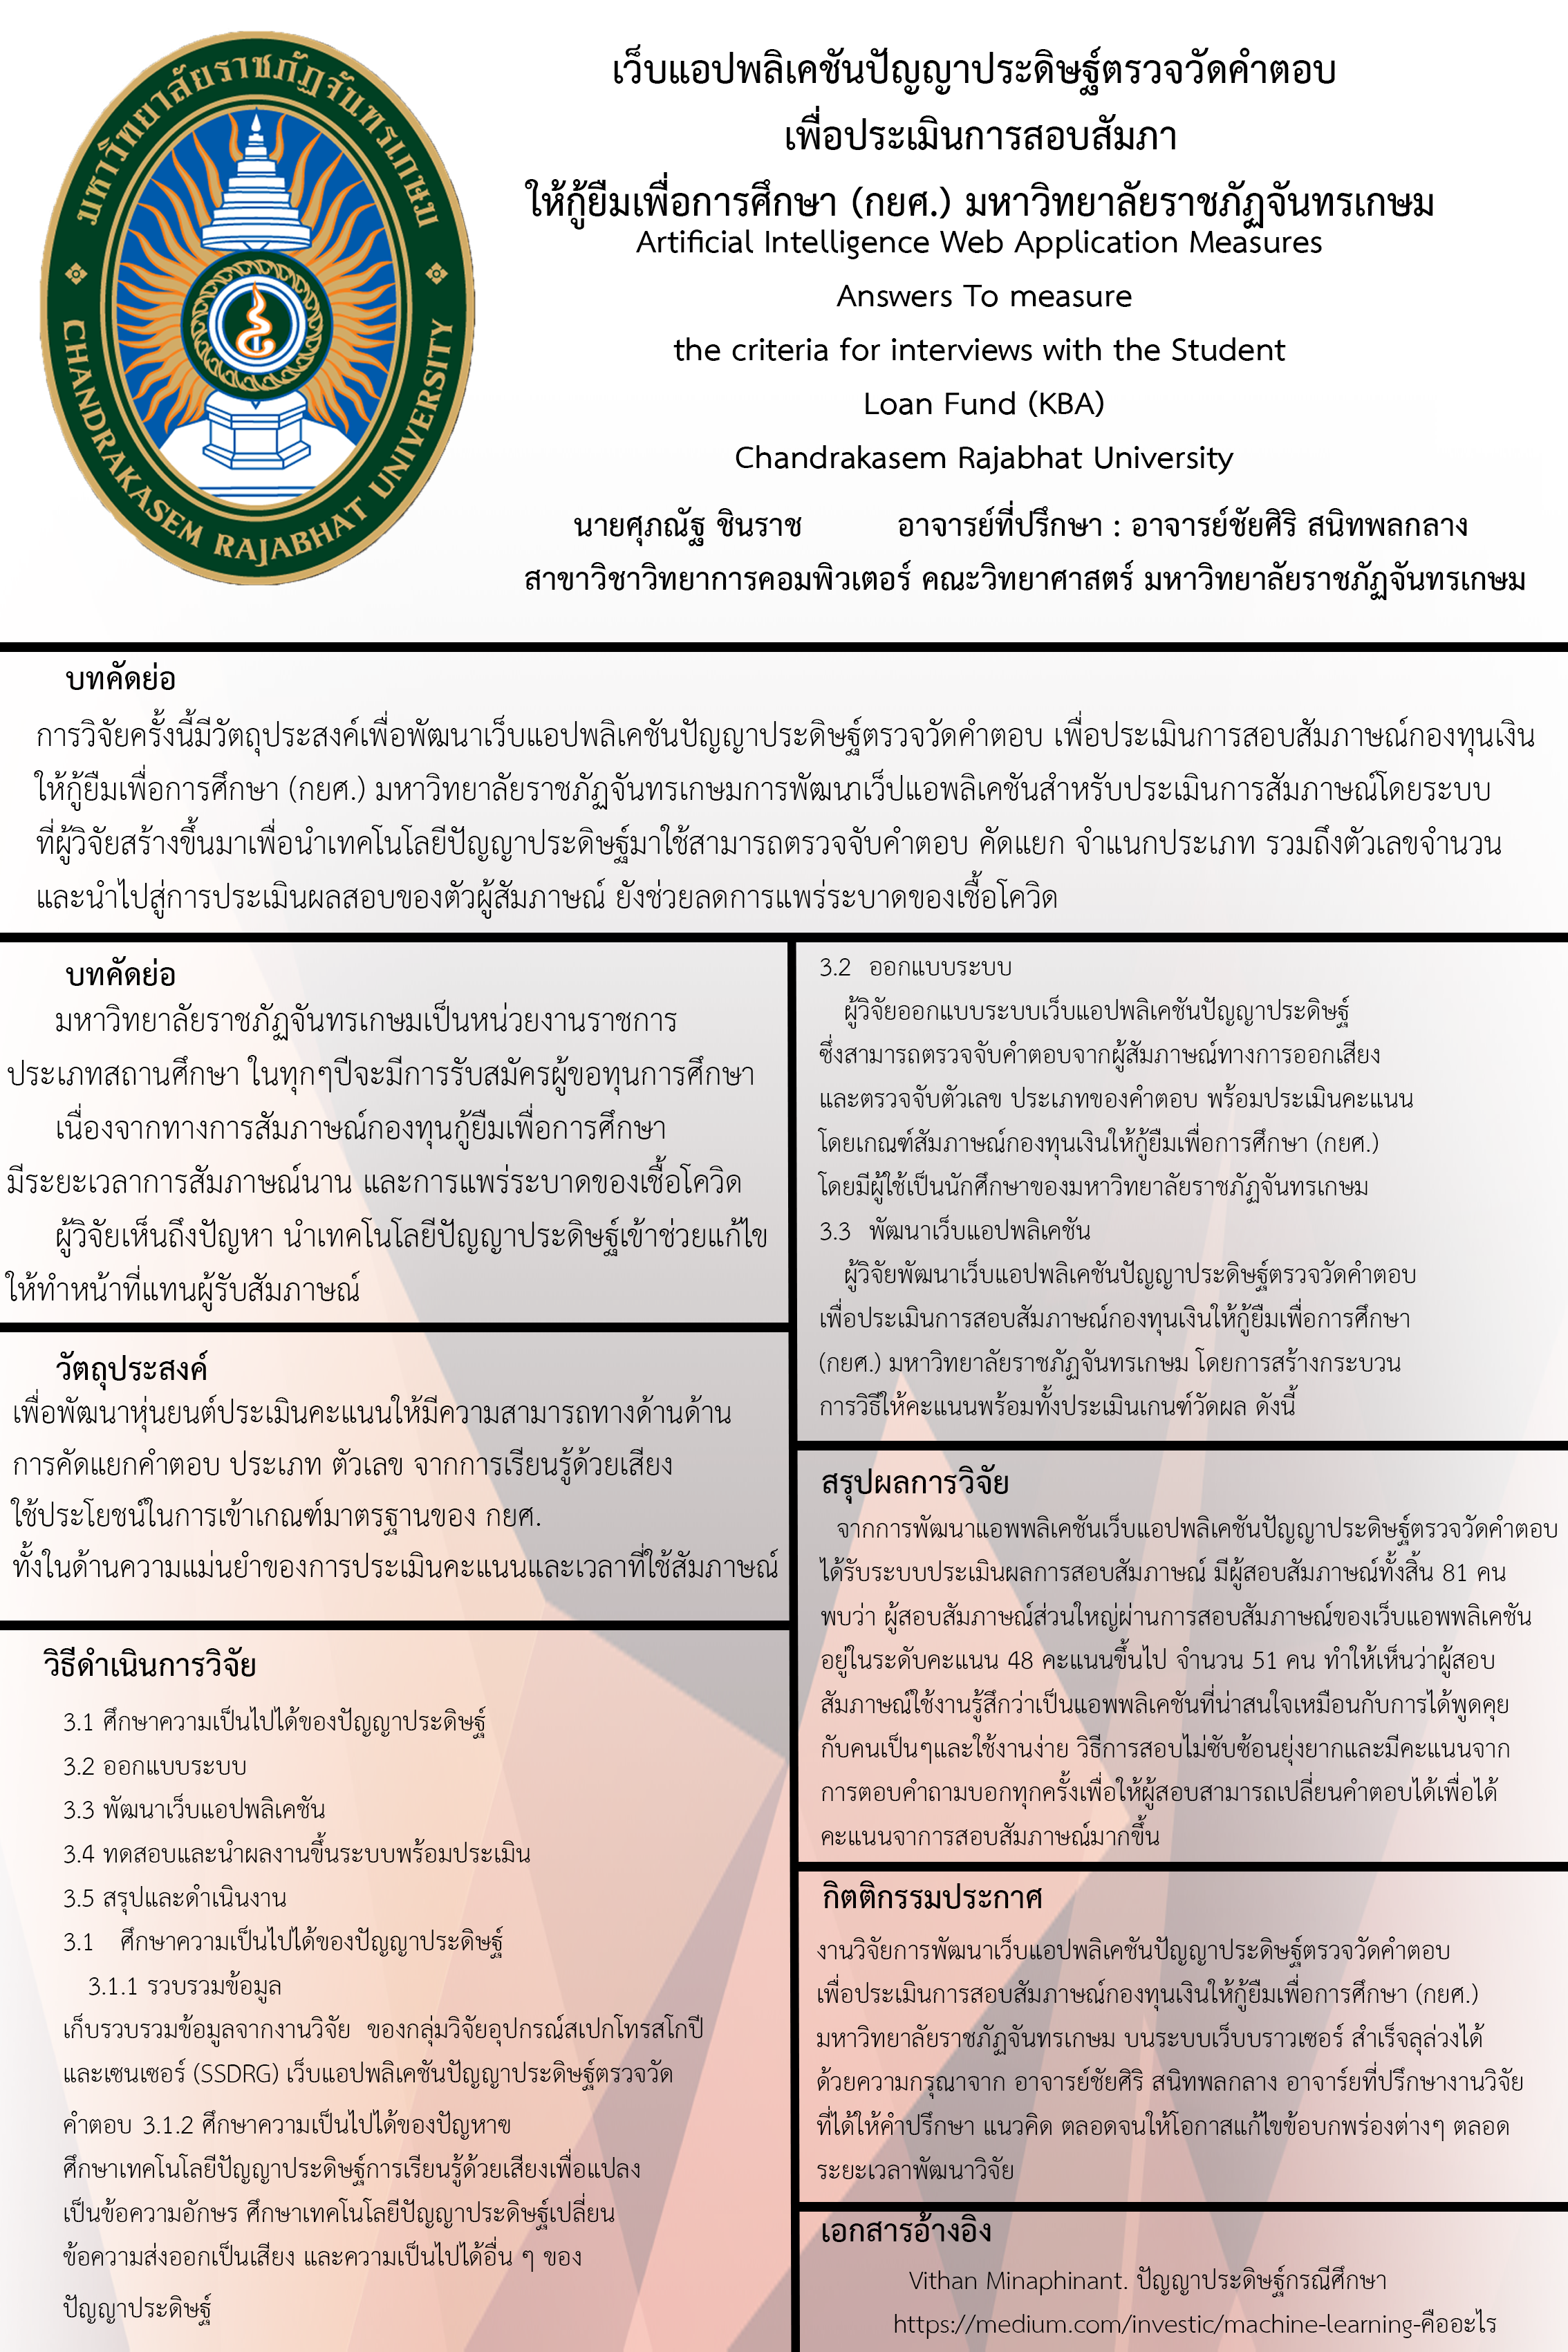 มหาวิทยาลัยราชภัฏจันทรเกษม
CHANDRAKASEM RAJABHAT UNIVERSITY
เว็บแอปพลิเคชันปัญญาประดิษฐ์ตรวจวัดคำตอบ
เพื่อประเมินการสอบสัมภา
ให้กู้ยืมเพื่อการศึกษา (กยศ.) มหาวิทยาลัยราชภัฏจันทรเกษม
Artificial Intelligence Web Application Measures
Answers To measure
the criteria for interviews with the Student
Loan Fund (KBA)
Chandrakasem Rajabhat University
นายศุภณัฐ ชินราช อาจารย์ที่ปรึกษา : อาจารย์ชัยศิริ สนิทพลกลาง
สาขาวิชาวิทยาการคอมพิวเตอร์ คณะวิทยาศาสตร์ มหาวิทยาลัยราชภัฏจันทรเกษม
บทคัดย่อ
การวิจัยครั้งนี้มีวัตถุประสงค์เพื่อพัฒนาเว็บแอปพลิเคชันปัญญาประดิษฐ์ตรวจวัดคำตอบ เพื่อประเมินการสอบสัมภาษณ์กองทุนเงิน
ให้กู้ยืมเพื่อการศึกษา (กยศ.) มหาวิทยาลัยราชภัฏจันทรเกษมการพัฒนาเว็ปแอพลิเคชันสำหรับประเมินการสัมภาษณ์โดยระบบ
ที่ผู้วิจัยสร้างขึ้นมาเพื่อนำเทคโนโลยีปัญญาประดิษฐ์มาใช้สามารถตรวจจับคำตอบ คัดแยก จำแนกประเภท รวมถึงตัวเลขจำนวน
และนำไปสู่การประเมินผลสอบของตัวผู้สัมภาษณ์ ยังช่วยลดการแพร่ระบาดของเชื้อโควิด
บทคัดย่อ
มหาวิทยาลัยราชภัฏจันทรเกษมเป็นหน่วยงานราชการ
ประเภทสถานศึกษา ในทุกๆปีจะมีการรับสมัครผู้ขอทุนการศึกษา
เนื่องจากทางการสัมภาษณ์กองทุนกู้ยืมเพื่อการศึกษา
มีระยะเวลาการสัมภาษณ์นาน และการแพร่ระบาดของเชื้อโควิด
ผู้วิจัยเห็นถึงปัญหา นำเทคโนโลยีปัญญาประดิษฐ์เข้าช่วยแก้ไข
ให้ทำหน้าที่แทนผู้รับสัมภาษณ์
วัตถุประสงค์
เพื่อพัฒนาหุ่นยนต์ประเมินคะแนนให้มีความสามารถทางด้านด้าน
การคัดแยกคำตอบ ประเภท ตัวเลข จากการเรียนรู้ด้วยเสียง
ใช้ประโยชน์ในการเข้าเกณฑ์มาตรฐานของ กยศ.
ทั้งในด้านความแม่นยำของการประเมินคะแนนและเวลาที่ใช้สัมภาษณ์
วิธีดำเนินการวิจัย
3.1 ศึกษาความเป็นไปได้ของปัญญาประดิษฐ์
3.2 ออกแบบระบบ
3.3 พัฒนาเว็บแอปพลิเคชัน
3.4 ทดสอบและนำผลงานขึ้นระบบพร้อมประเมิน
3.5 สรุปและดำเนินงาน
3.1 ศึกษาความเป็นไปได้ของปัญญาประดิษฐ์
3.1.1 รวบรวมข้อมูล
เก็บรวบรวมข้อมูลจากงานวิจัย ของกลุ่มวิจัยอุปกรณ์สเปกโทรสโกปี
และเซนเซอร์ (SSDRG) เว็บแอปพลิเคชันปัญญาประดิษฐ์ตรวจวัด
คำตอบ 3.1.2 ศึกษาความเป็นไปได้ของปัญหาฃ
ศึกษาเทคโนโลยีปัญญาประดิษฐ์การเรียนรู้ด้วยเสียงเพื่อแปลง
เป็นข้อความอักษร ศึกษาเทคโนโลยีปัญญาประดิษฐ์เปลี่ยน
ข้อความส่งออกเป็นเสียง และความเป็นไปได้อื่น ๆ ของ
ปัญญาประดิษฐ์
3.2 ออกแบบระบบ
ผู้วิจัยออกแบบระบบเว็บแอปพลิเคชันปัญญาประดิษฐ์
ซึ่งสามารถตรวจจับคำตอบจากผู้สัมภาษณ์ทางการออกเสียง
และตรวจจับตัวเลข ประเภทของคำตอบ พร้อมประเมินคะแนน
โดยเกณฑ์สัมภาษณ์กองทุนเงินให้กู้ยืมเพื่อการศึกษา (กยศ.)
โดยมีผู้ใช้เป็นนักศึกษาของมหาวิทยาลัยราชภัฏจันทรเกษม
3.3 พัฒนาเว็บแอปพลิเคชัน
ผู้วิจัยพัฒนาเว็บแอปพลิเคชันปัญญาประดิษฐ์ตรวจวัดคำตอบ
เพื่อประเมินการสอบสัมภาษณ์กองทุนเงินให้กู้ยืมเพื่อการศึกษา
(กยศ.) มหาวิทยาลัยราชภัฏจันทรเกษม โดยการสร้างกระบวน
การวิธีให้คะแนนพร้อมทั้งประเมินเกนฑ์วัดผล ดังนี้
สรุปผลการวิจัย
จากการพัฒนาแอพพลิเคชันเว็บแอปพลิเคชันปัญญาประดิษฐ์ตรวจวัดคำตอบ
ได้รับระบบประเมินผลการสอบสัมภาษณ์ มีผู้สอบสัมภาษณ์ทั้งสิ้น 81 คน
พบว่า ผู้สอบสัมภาษณ์ส่วนใหญ่ผ่านการสอบสัมภาษณ์ของเว็บแอพพลิเคชัน
อยู่ในระดับคะแนน 48 คะแนนขึ้นไป จำนวน 51 คน ทำให้เห็นว่าผู้สอบ
สัมภาษณ์ใช้งานรู้สึกว่าเป็นแอพพลิเคชันที่น่าสนใจเหมือนกับการได้พูดคุย
กับคนเป็นๆและใช้งานง่าย วิธีการสอบไม่ซับซ้อนยุ่งยากและมีคะแนนจาก
การตอบคำถามบอกทุกครั้งเพื่อให้ผู้สอบสามารถเปลี่ยนคำตอบได้เพื่อได้
คะแนนจาการสอบสัมภาษณ์มากขึ้น
กิตติกรรมประกาศ
งานวิจัยการพัฒนาเว็บแอปพลิเคชันปัญญาประดิษฐ์ตรวจวัดคำตอบ
เพื่อประเมินการสอบสัมภาษณ์กองทุนเงินให้กู้ยืมเพื่อการศึกษา (กยศ.)
มหาวิทยาลัยราชภัฏจันทรเกษม บนระบบเว็บบราวเซอร์ สำเร็จลุล่วงได้
ด้วยความกรุณาจาก อาจารย์ชัยศิริ สนิทพลกลาง อาจาร์ยที่ปรึกษางานวิจัย
ที่ได้ให้คำปรึกษา แนวคิด ตลอดจนให้โอกาสแก้ไขข้อบกพร่องต่างๆ ตลอด
ระยะเวลาพัฒนาวิจัย
เอกสารอ้างอิง
Vithan Minaphinant. ปัญญาประดิษฐ์กรณีศึกษา
https://medium.com/investic/machine-learning-คืออะไร